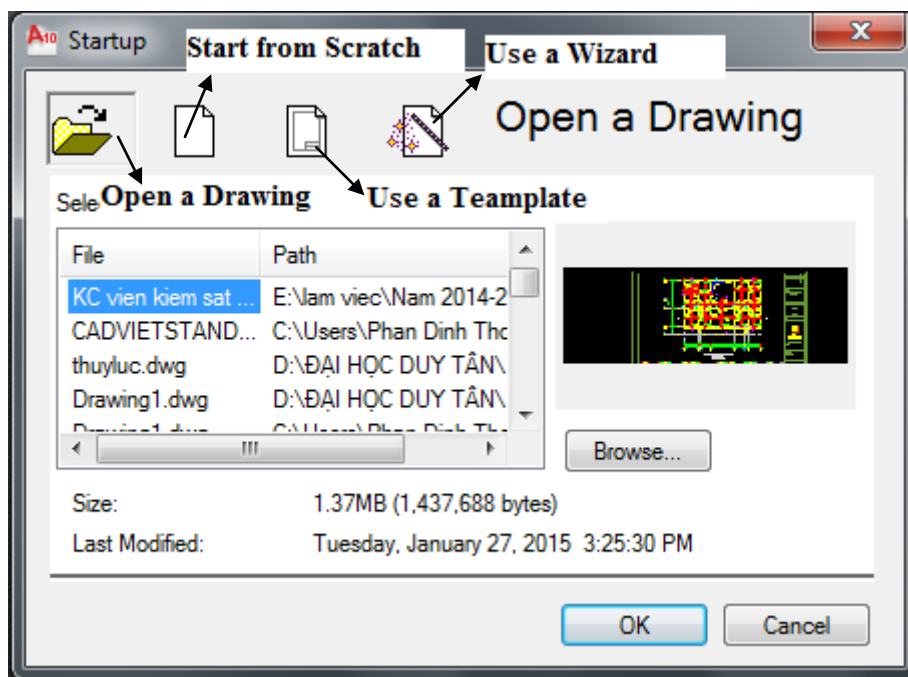 A10 Startup
Start from Scratch
Use a Wizard
Open a Drawing
Sele
Open a Drawing
Use a Teamplate
File Path
KC vien kiem sat ... E:\lam viec\Nam 2014-2
CADVIETSTAND... C:\Users\Phan Dinh Tho
thuyluc.dwg D:\ĐẠI HỌC DUY TÂN\
Drawing1.dwg D:\ĐẠI HỌC DUY TÂN\
Browse...
Size: 1.37MB (1,437,688 bytes)
Last Modified: Tuesday, January 27, 2015 3:25:30 PM
OK Cancel